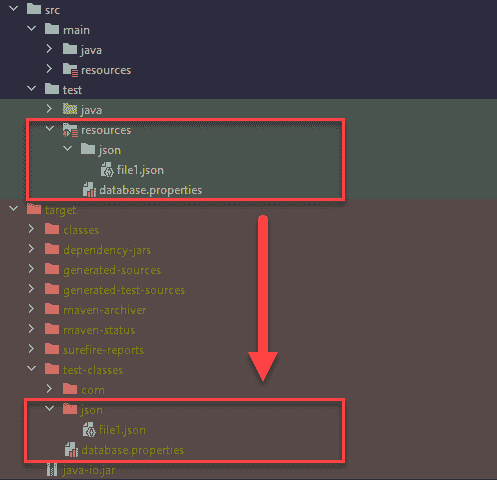 src
main
java
resources
test
java
resources
json
file1.json
database.properties
target
classes
dependency-jars
generated-sources
generated-test-sources
maven-archiver
maven-status
surefire-reports
test-classes
com
json
file1.json
database.properties
java-io.jar